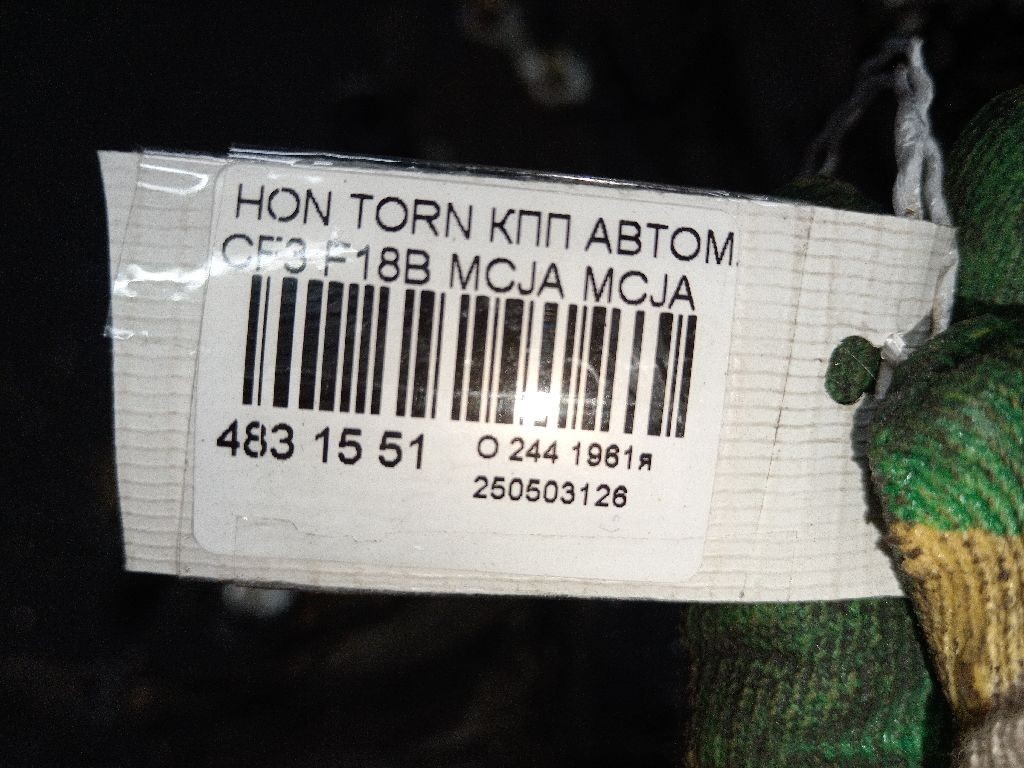 HON TORN КПП АВТОМ.
CF3 F18B MCJA MCJA
483 15 51
О 244 1961я
250503126